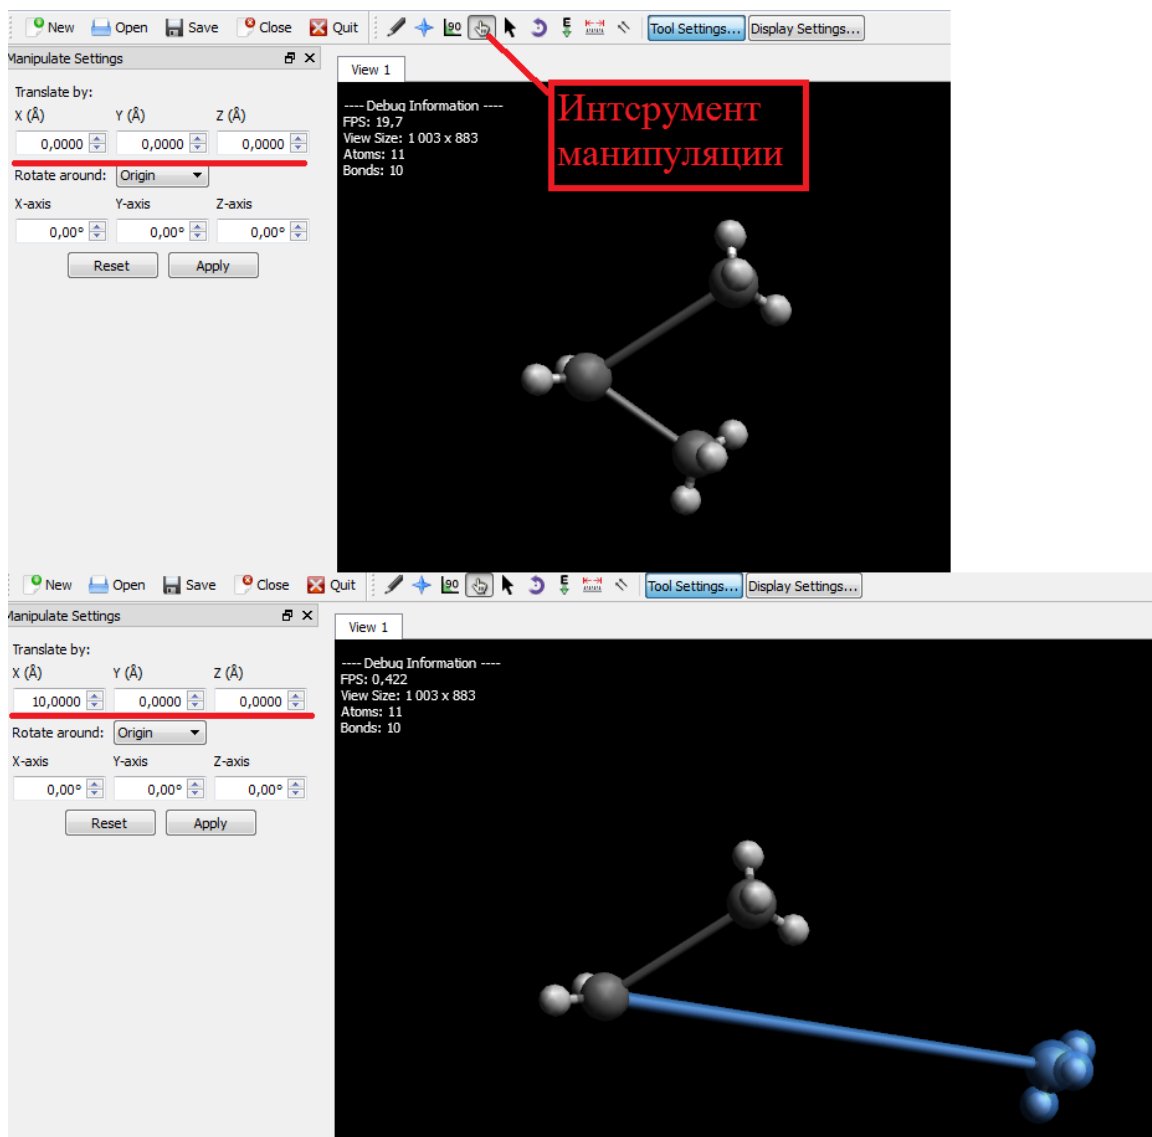 New Open Save Close Quit 90 E Tool Settings... Display Settings...
Manipulate Settings
View 1
Translate by:
X (Å) Y (Å) Z (Å)
0,0000 0,0000 0,0000
Rotate around: Origin
X-axis Y-axis Z-axis
0,00° 0,00° 0,00°
Reset Apply
---- Debug Information ----
FPS: 19,7
View Size: 1 003 x 883
Atoms: 11
Bonds: 10
Интсрумент
манипуляции
New Open Save Close Quit 90 E Tool Settings... Display Settings...
Manipulate Settings
View 1
Translate by:
X (Å) Y (Å) Z (Å)
10,0000 0,0000 0,0000
Rotate around: Origin
X-axis Y-axis Z-axis
0,00° 0,00° 0,00°
Reset Apply
---- Debug Information ----
FPS: 0,422
View Size: 1 003 x 883
Atoms: 11
Bonds: 10